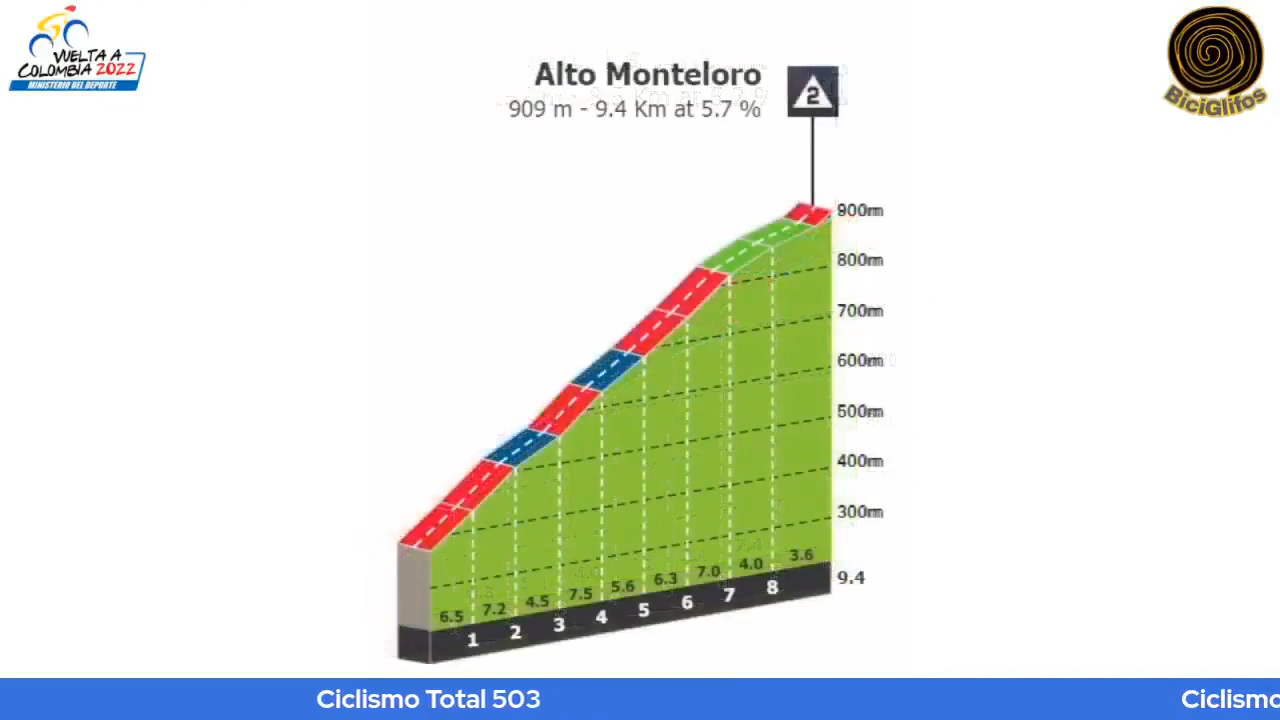 VUELTA A
COLOMBIA 2022
MINISTERIO DEL DEPORTE
BiciGlifos
Alto Monteloro
909 m - 9.4 Km at 5.7 %
2
900m
800m
700m
600m
500m
400m
300m
6.5 7.2 4.5 7.5 5.6 6.3 7.0 4.0 3.6
1 2 3 4 5 6 7 8 9.4
Ciclismo Total 503
Ciclismo